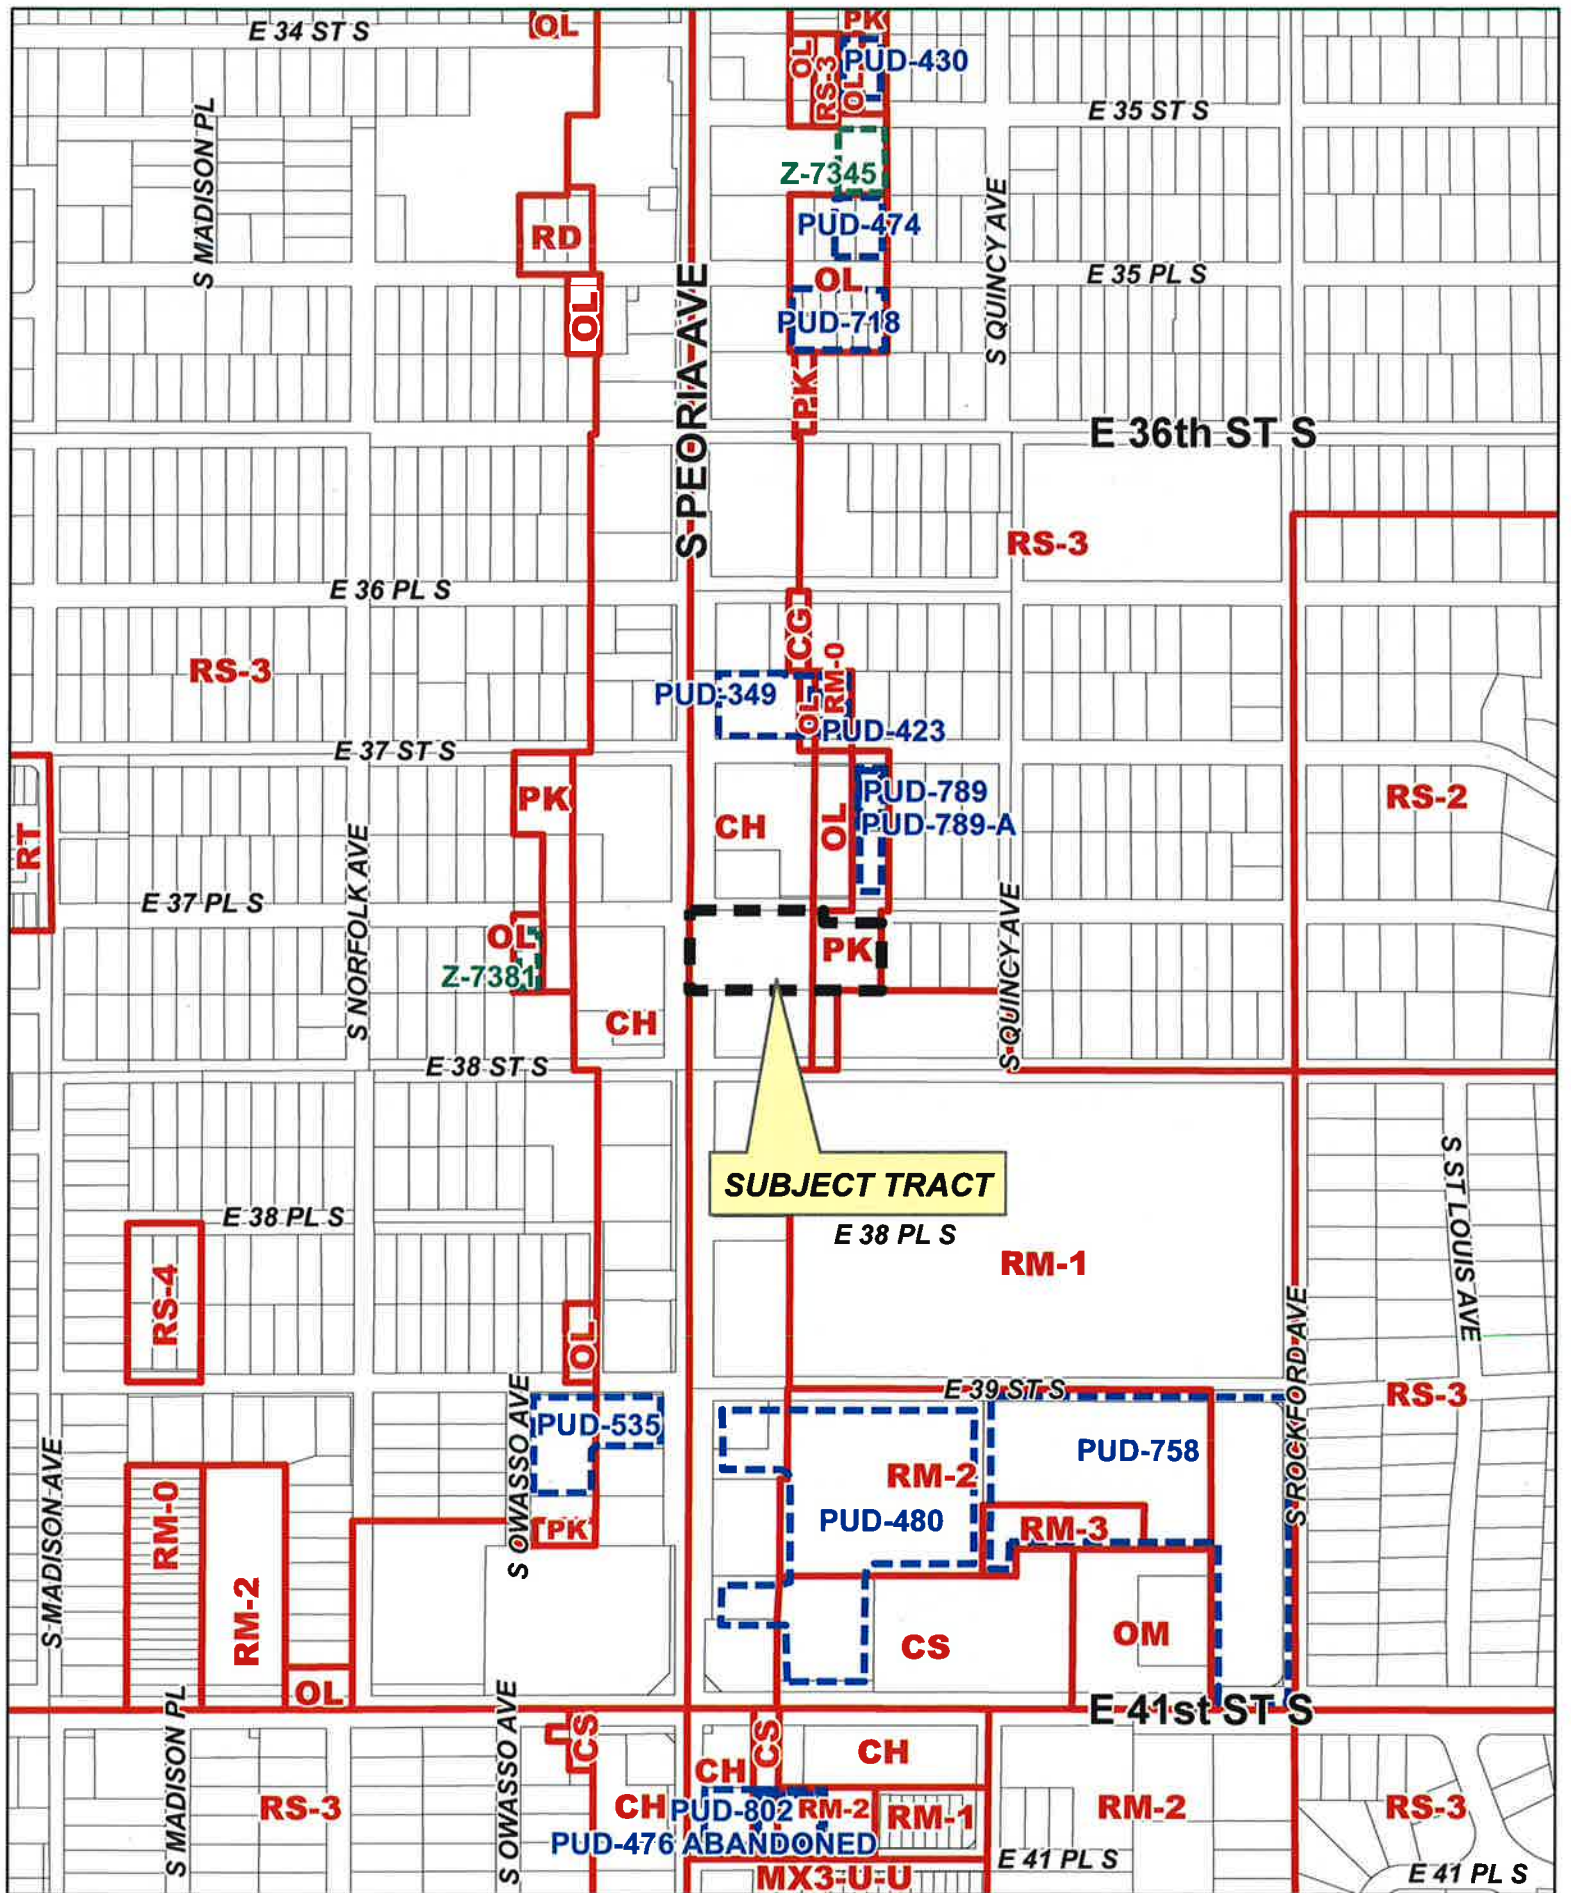 E 34 ST S
OL
PK
OL
RS-3
OL
PUD-430
S MADISON PL
E 35 ST S
Z-7345
S QUINCY AVE
RD
PUD-474
OL
E 35 PL S
OL
PUD-718
S PEORIA AVE
PK
E 36th ST S
RS-3
E 36 PL S
CG
RS-3
RM-0
PUD-349
OL
PUD-423
E 37 ST S
PK
PUD-789
RS-2
CH
OL
PUD-789-A
RT
S NORFOLK AVE
E 37 PL S
S QUINCY AVE
OL
PK
Z-7381
CH
E 38 ST S
SUBJECT TRACT
S ST LOUIS AVE
E 38 PL S
E 38 PL S
RM-1
RS-4
OL
S ROCKFORD AVE
E 39 ST S
RS-3
S OWASSO AVE
PUD-535
PUD-758
S MADISON AVE
RM-2
RM-0
PUD-480
PK
RM-3
RM-2
CS
OM
OL
E 41st ST S
S MADISON PL
S OWASSO AVE
CS
CS
CH
CH
RS-3
CH
PUD-802
RM-2
RM-1
RM-2
RS-3
PUD-476 ABANDONED
E 41 PL S
MX3-U-U
E 41 PL S